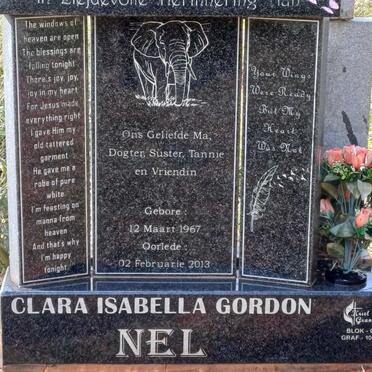 In Liefdevolle Herinnering Aan
The windows of
heaven are open
The blessings are
falling tonight
There's joy, joy,
joy in my heart
For Jesus made
everything right
I gave Him my
old tattered
garment
He gave me a
robe of pure
white
I'm feasting on
manna from
heaven
And that's why
I'm happy
tonight
Ons Geliefde Ma,
Dogter, Suster, Tannie
en Vriendin
Gebore :
12 Maart 1967
Oorlede :
02 Februarie 2013
Your Wings
Were Ready
But My
Heart
Was Not
CLARA ISABELLA GORDON
NEL
BLOK -
GRAF - 10